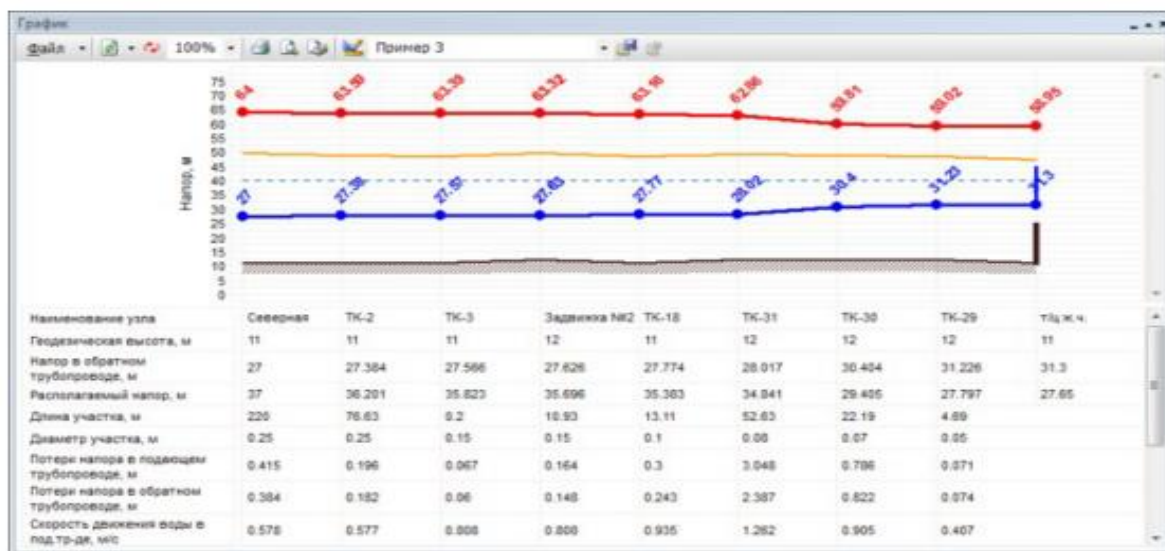 График
Файл 100% Пример 3
Напор, м
75
70
65
60
55
50
45
40
35
30
25
20
15
10
5
0
64 63.59 63.39 63.32 63.16 62.86 59.81 59.02 58.95
27 27.38 27.57 27.63 27.77 28.02 30.4 31.23 31.3
Наименование узла Северная ТК-2 ТК-3 Задвижка №2 ТК-18 ТК-31 ТК-30 ТК-29
Геодезическая высота, м 11 11 11 12 11 12 12 12 11
Напор в обратном
трубопроводе, м 27 27.384 27.566 27.626 27.774 28.017 30.404 31.226 31.3
Располагаемый напор, м 37 36.201 35.823 35.696 35.383 34.841 29.405 27.797 27.65
Длина участка, м 220 76.63 0.2 10.93 13.11 52.63 22.19 4.69
Диаметр участка, м 0.25 0.25 0.15 0.15 0.1 0.08 0.07 0.05
Потери напора в подающем
трубопроводе, м 0.415 0.196 0.067 0.164 0.3 3.048 0.786 0.071
Потери напора в обратном
трубопроводе, м 0.384 0.182 0.06 0.148 0.243 2.387 0.822 0.074
Скорость движения воды в
под.тр-де, м/с 0.578 0.577 0.808 0.808 0.935 1.262 0.905 0.407